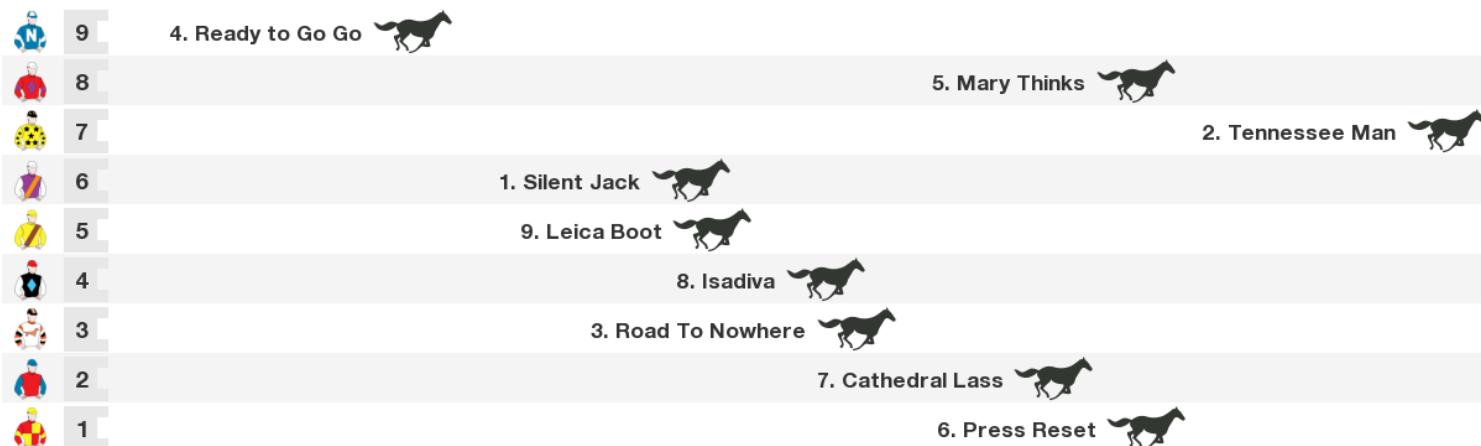 N 9 4. Ready to Go Go
8 5. Mary Thinks
7 2. Tennessee Man
6 1. Silent Jack
5 9. Leica Boot
4 8. Isadiva
3 3. Road To Nowhere
2 7. Cathedral Lass
1 6. Press Reset